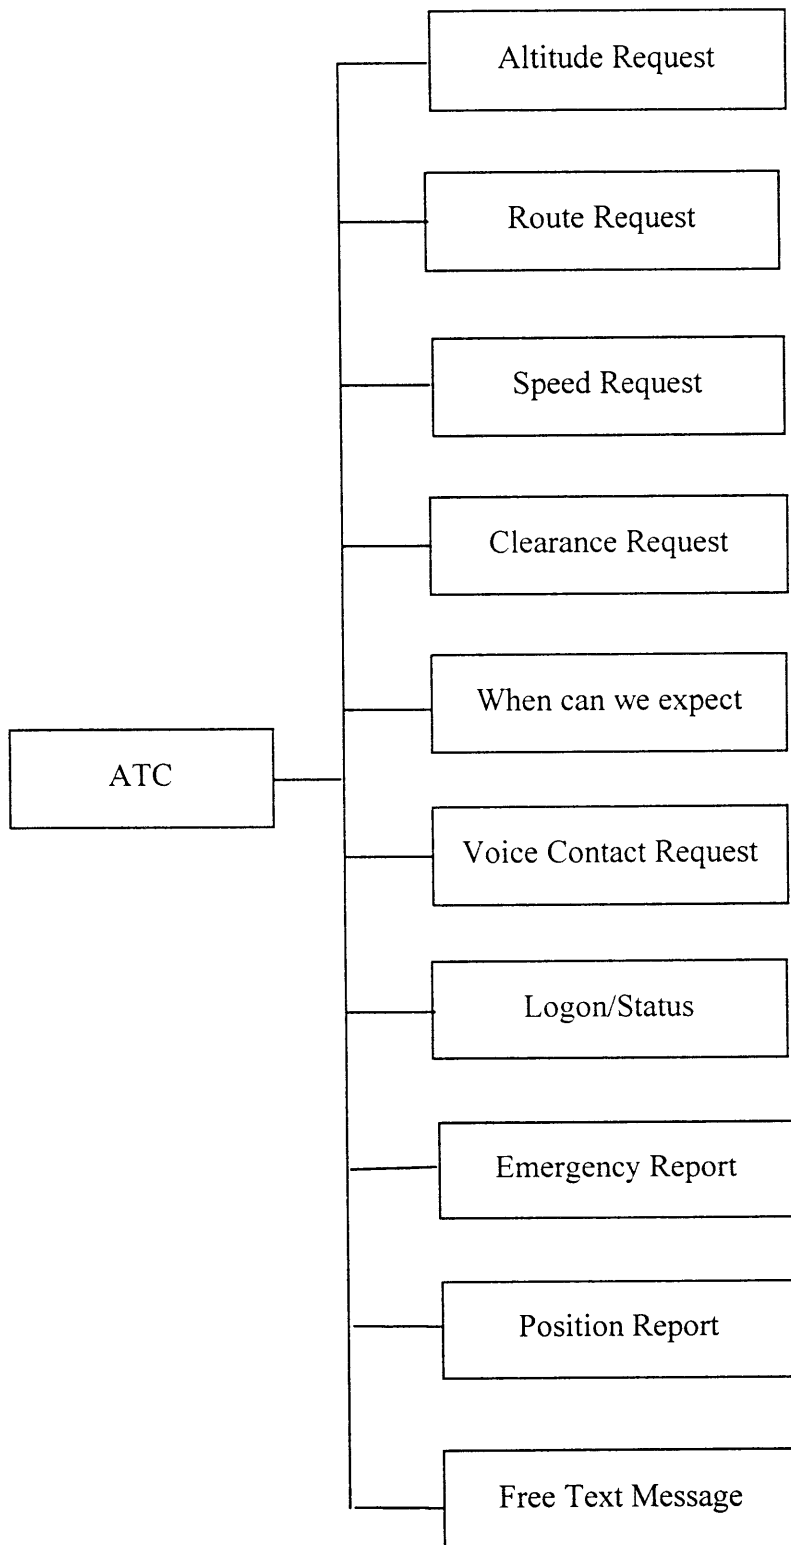 Altitude Request
Route Request
Speed Request
Clearance Request
When can we expect
ATC
Voice Contact Request
Logon/Status
Emergency Report
Position Report
Free Text Message